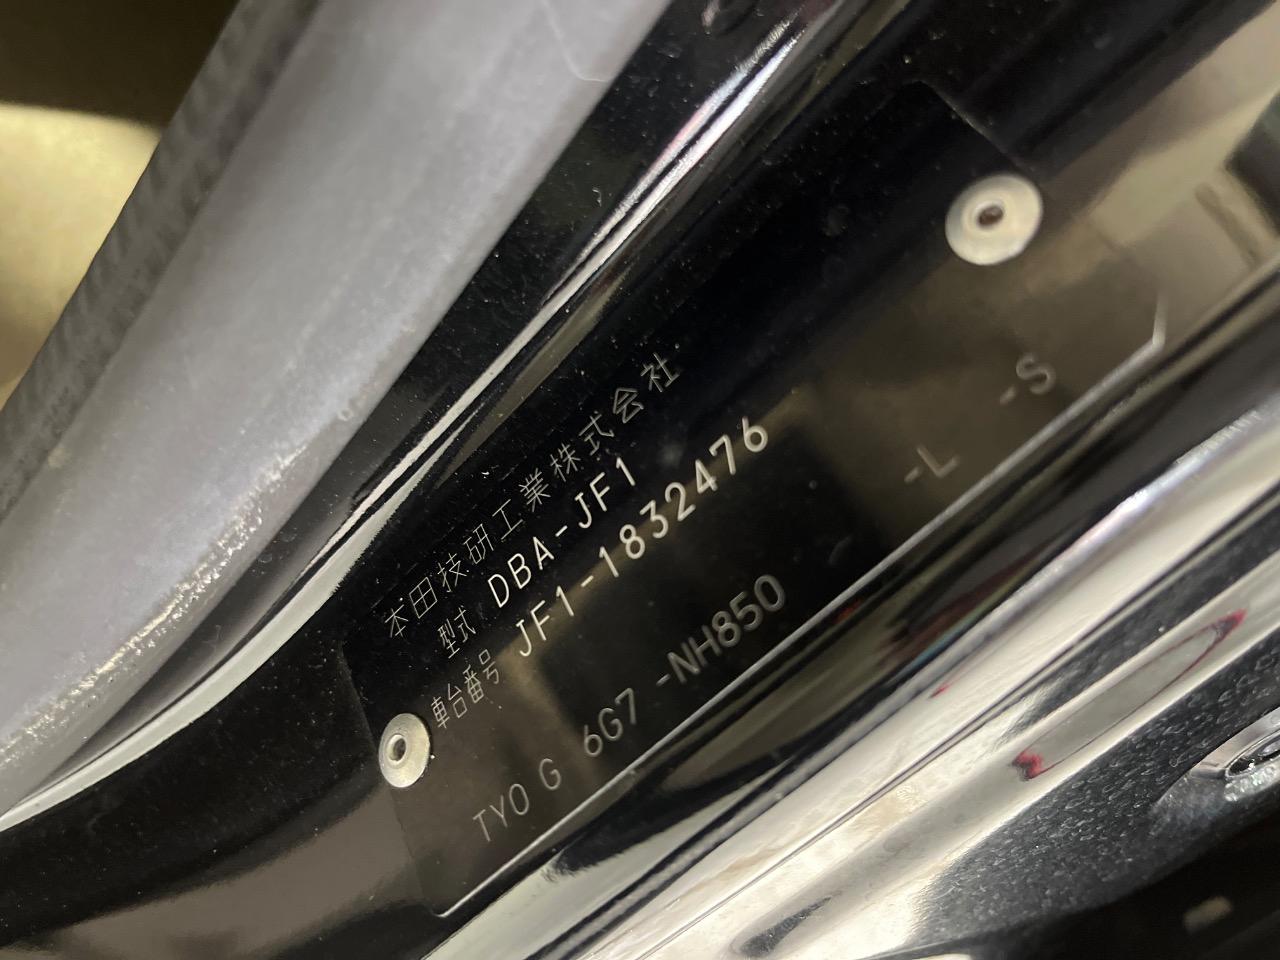 本田技研工業株式会社
型式 DBA-JF1
車台番号 JF1-1832476
TYO G 6G7 -NH850 -L -S